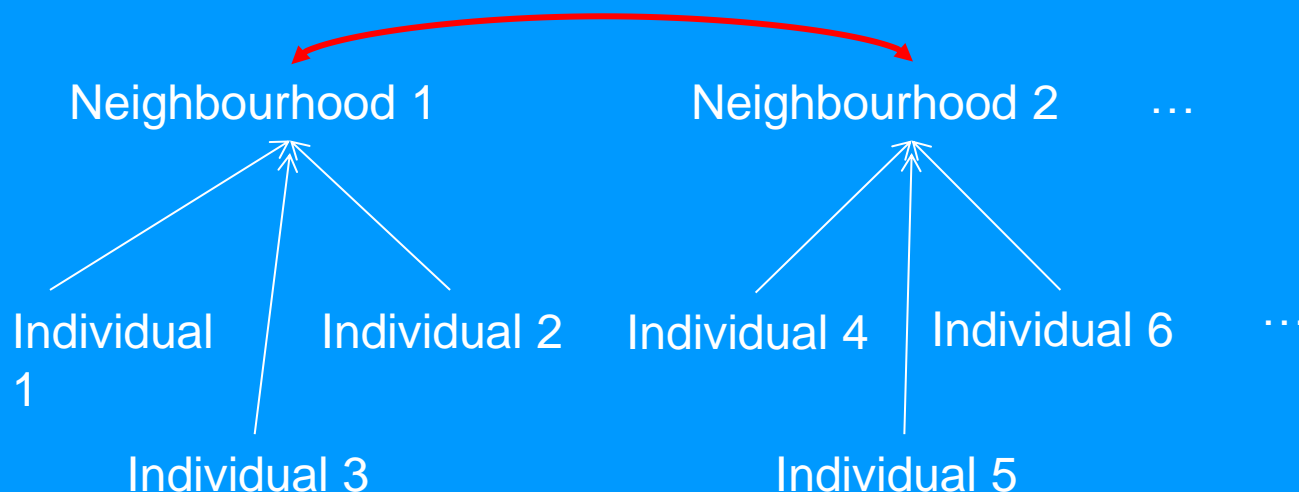 Neighbourhood 1
Neighbourhood 2
…
Individual
1
Individual 2
Individual 4
Individual 6
…
Individual 3
Individual 5